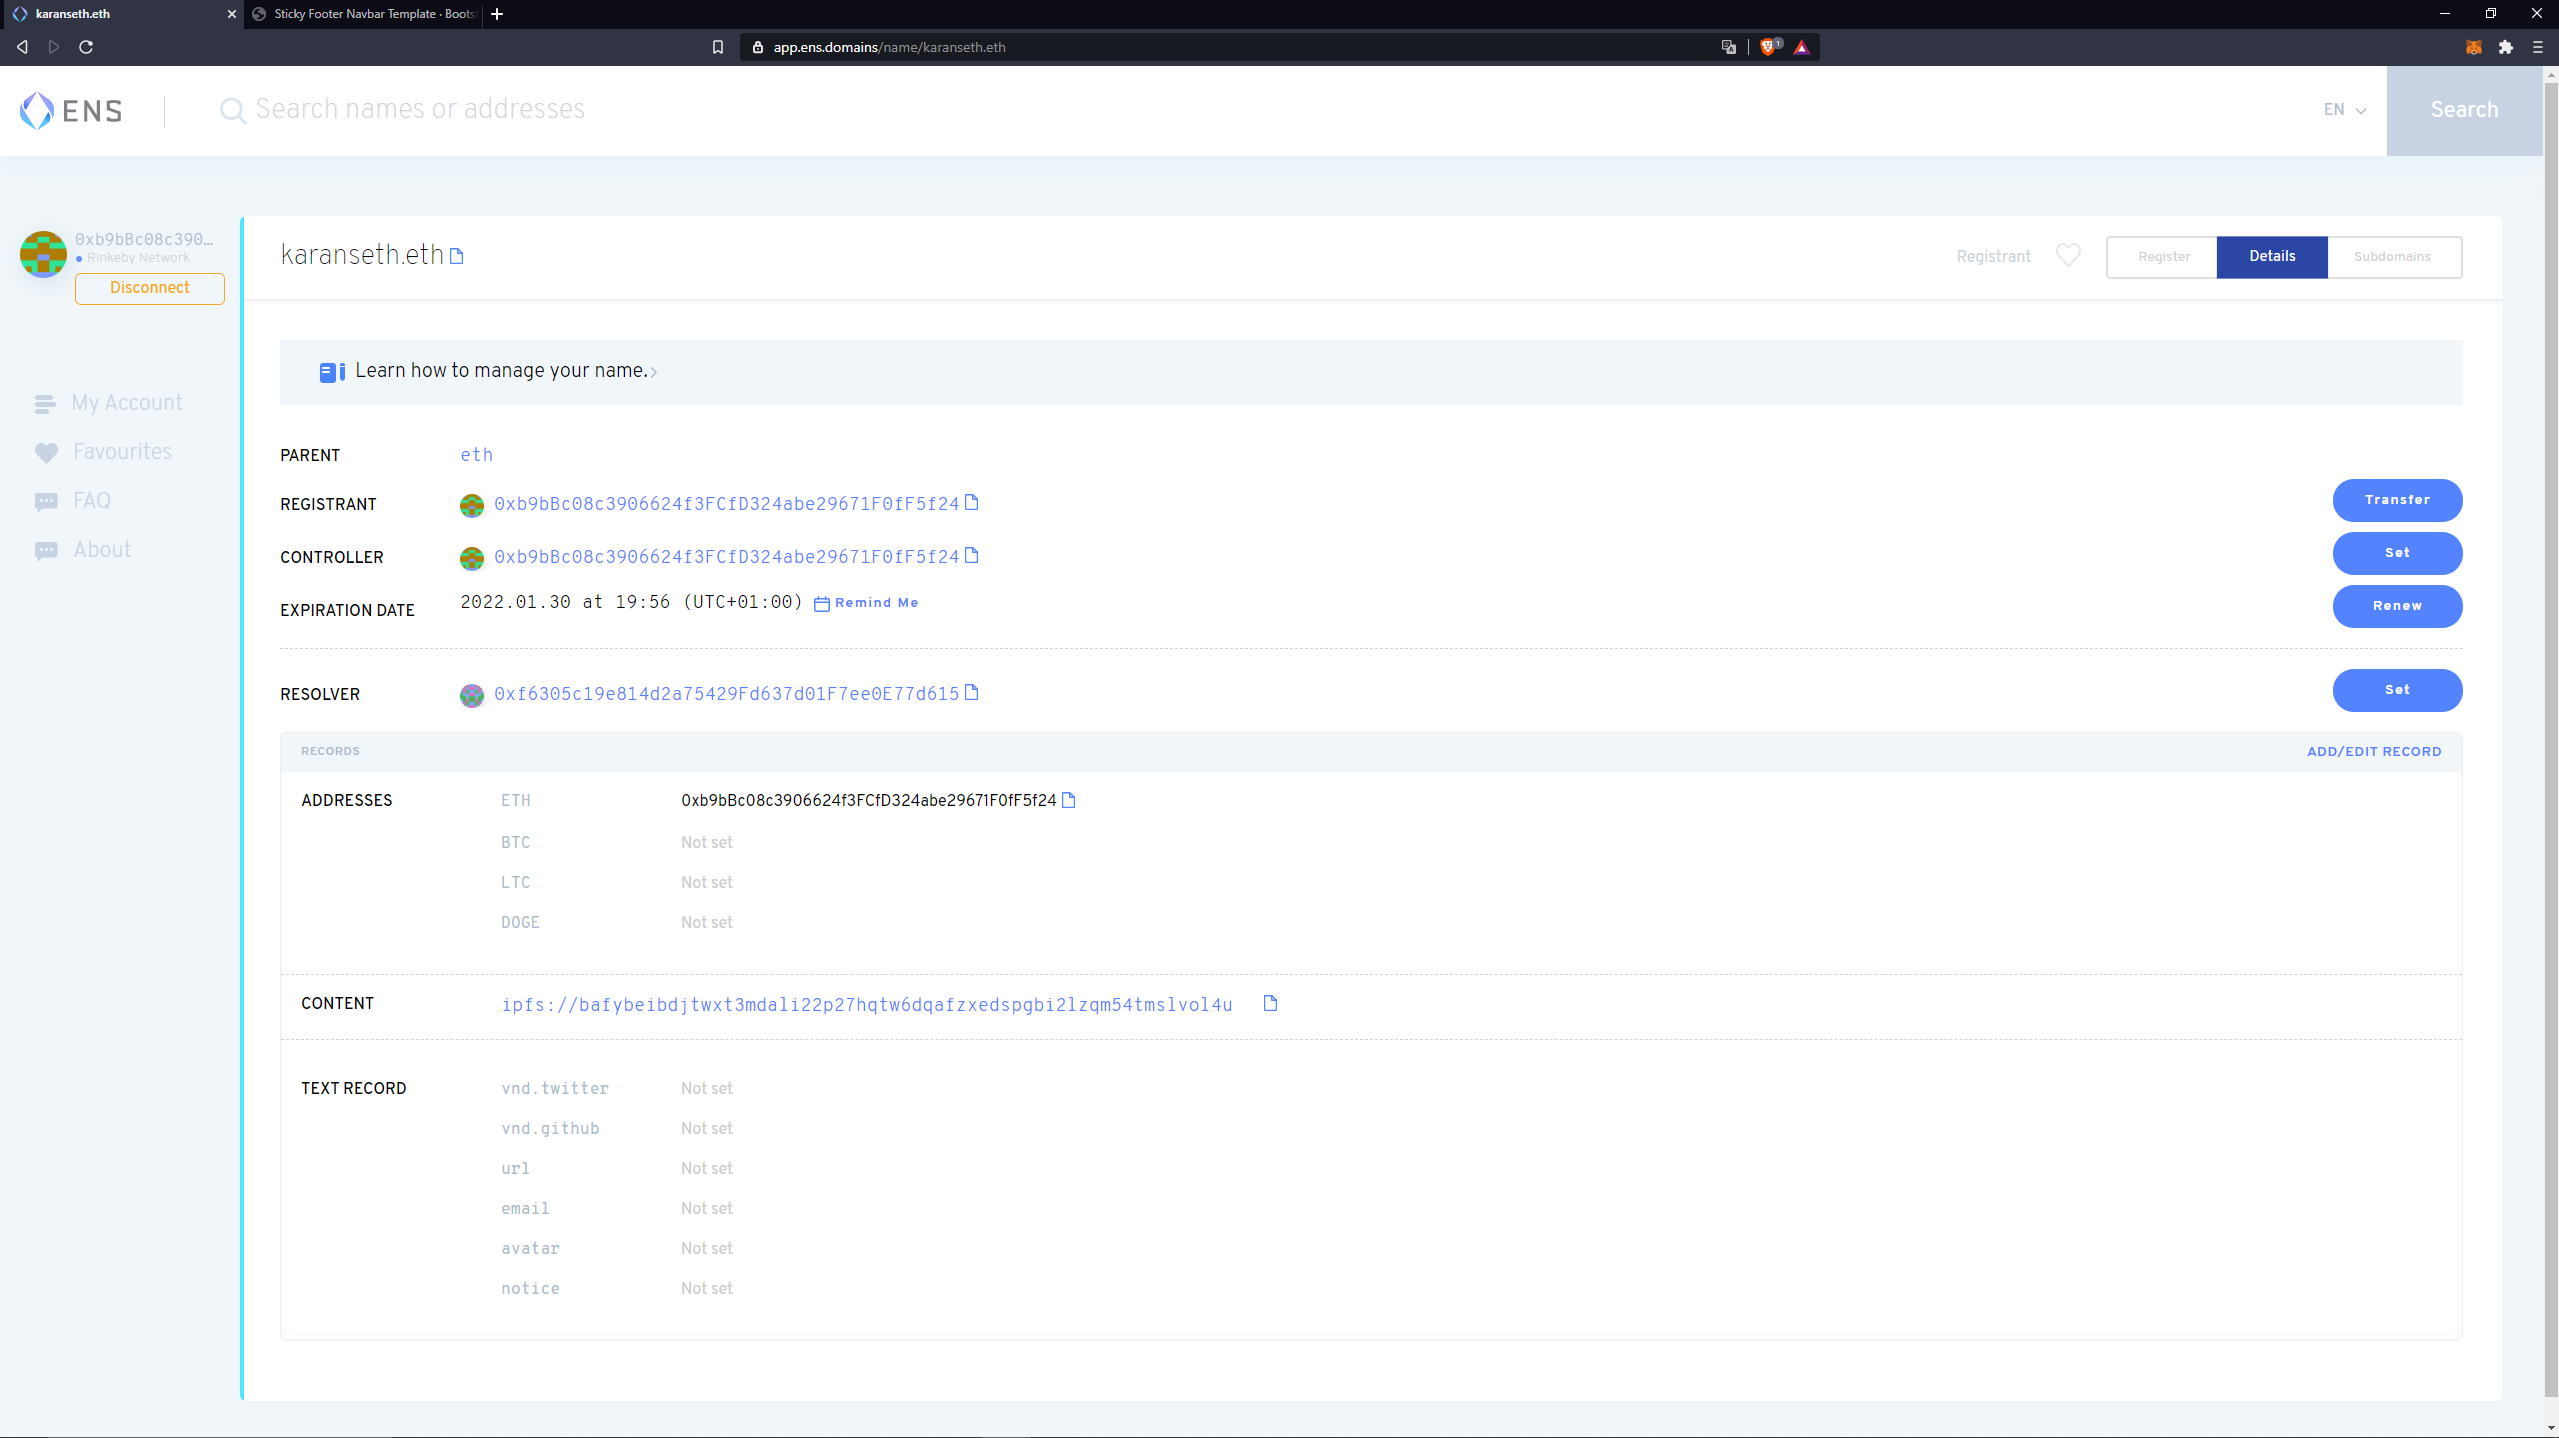 karanseth.eth
Sticky Footer Navbar Template · Boots
app.ens.domains/name/karanseth.eth
1
ENS
Search names or addresses
EN
Search
0xb9bBc08c390...
Rinkeby Network
Disconnect
My Account
Favourites
FAQ
About
karanseth.eth
Registrant
Register
Details
Subdomains
Learn how to manage your name.
PARENT
eth
REGISTRANT
0xb9bBc08c3906624f3FCfD324abe29671F0fF5f24
Transfer
CONTROLLER
0xb9bBc08c3906624f3FCfD324abe29671F0fF5f24
Set
EXPIRATION DATE
2022.01.30 at 19:56 (UTC+01:00)
Remind Me
Renew
RESOLVER
0xf6305c19e814d2a75429Fd637d01F7ee0E77d615
Set
RECORDS
ADD/EDIT RECORD
ADDRESSES
ETH
0xb9bBc08c3906624f3FCfD324abe29671F0fF5f24
BTC
Not set
LTC
Not set
DOGE
Not set
CONTENT
ipfs://bafybeibdjtwxt3mdali22p27hqtw6dqafzxedspgbi2lzqm54tmslvol4u
TEXT RECORD
vnd.twitter
Not set
vnd.github
Not set
url
Not set
email
Not set
avatar
Not set
notice
Not set